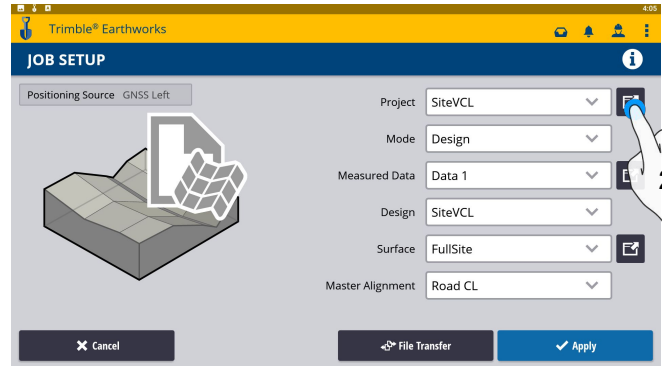 4:05
Trimble® Earthworks
JOB SETUP
Positioning Source GNSS Left
Project SiteVCL
Mode Design
Measured Data Data 1
Design SiteVCL
Surface FullSite
Master Alignment Road CL
Cancel
File Transfer
Apply